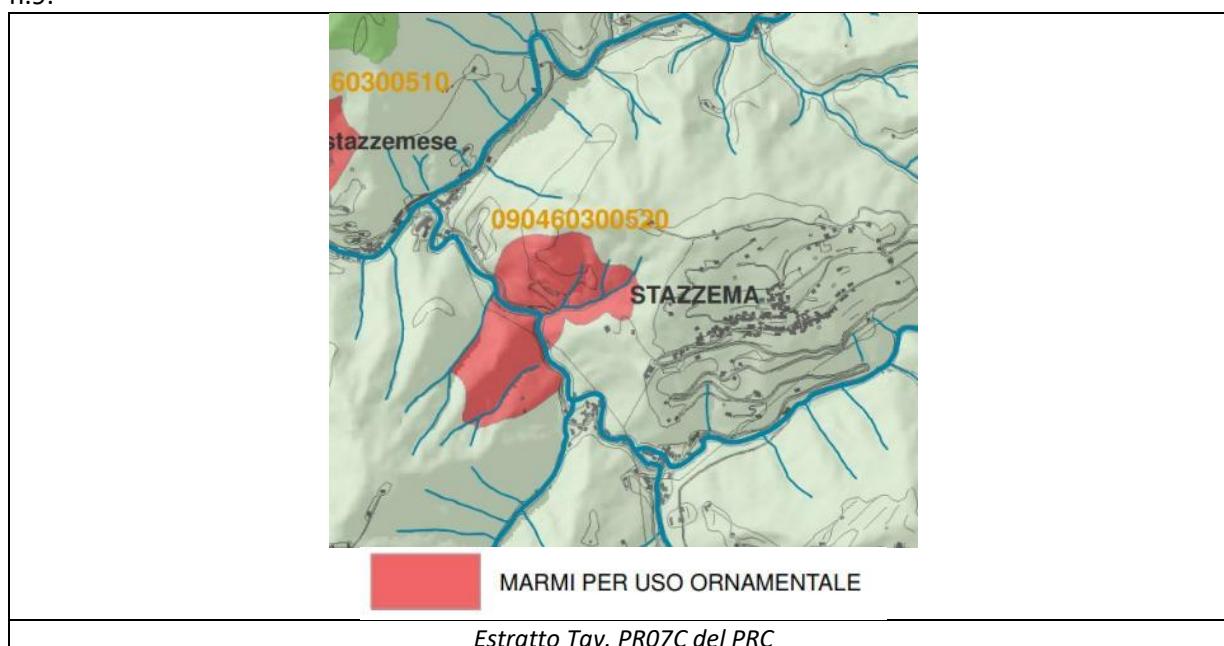 60300510
stazzemese
090460300520
STAZZEMA
MARMI PER USO ORNAMENTALE
Estratto Tav. PR07C del PRC